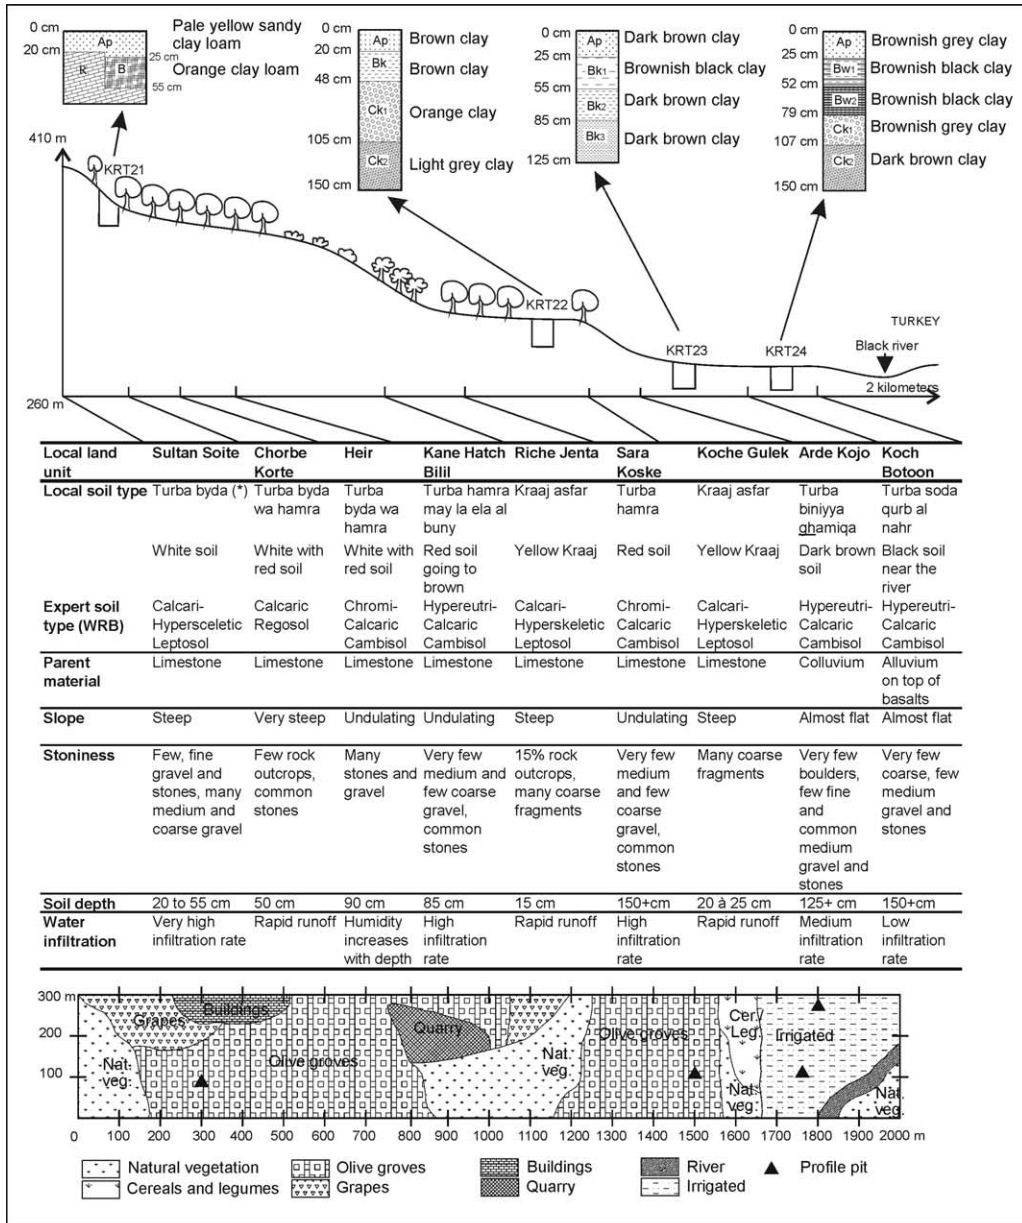 0 cm
20 cm
Ap
R
B
25 cm
55 cm
Pale yellow sandy
clay loam
Orange clay loam
0 cm
20 cm
48 cm
105 cm
150 cm
Ap
Bk
Ck1
Ck2
Brown clay
Brown clay
Orange clay
Light grey clay
0 cm
25 cm
55 cm
85 cm
125 cm
Ap
Bk1
Bk2
Bk3
Dark brown clay
Brownish black clay
Dark brown clay
Dark brown clay
0 cm
25 cm
52 cm
79 cm
107 cm
150 cm
Ap
Bw1
Bw2
Ck1
Ck2
Brownish grey clay
Brownish black clay
Brownish black clay
Brownish grey clay
Dark brown clay
410 m
KRT21
KRT22
KRT23
KRT24
TURKEY
Black river
2 kilometers
260 m
Local land unit
Sultan Soite
Chorbe Korte
Heir
Kane Hatch Bilil
Riche Jenta
Sara Koske
Koche Gulek
Arde Kojo
Koch Botoon
Local soil type
Turba byda (*)
Turba byda wa hamra
Turba byda wa hamra
Turba hamra may la ela al buny
Kraaj asfar
Turba hamra
Kraaj asfar
Turba biniyya ghamiqa
Turba soda qurb al nahr
White soil
White with red soil
White with red soil
Red soil going to brown
Yellow Kraaj
Red soil
Yellow Kraaj
Dark brown soil
Black soil near the river
Expert soil type (WRB)
Calcari-Hypersceletic Leptosol
Calcaric Regosol
Chromi-Calcaric Cambisol
Hypereutri-Calcaric Cambisol
Calcari-Hyperskeletic Leptosol
Chromi-Calcaric Cambisol
Calcari-Hyperskeletic Leptosol
Hypereutri-Calcaric Cambisol
Hypereutri-Calcaric Cambisol
Parent material
Limestone
Limestone
Limestone
Limestone
Limestone
Limestone
Limestone
Colluvium
Alluvium on top of basalts
Slope
Steep
Very steep
Undulating
Undulating
Steep
Undulating
Steep
Almost flat
Almost flat
Stoniness
Few, fine gravel and stones, many medium and coarse gravel
Few rock outcrops, common stones
Many stones and gravel
Very few medium and few coarse gravel, common stones
15% rock outcrops, many coarse fragments
Very few medium and few coarse gravel, common stones
Many coarse fragments
Very few boulders, few fine and common medium gravel and stones
Very few coarse, few medium gravel and stones
Soil depth
20 to 55 cm
50 cm
90 cm
85 cm
15 cm
150+cm
20 à 25 cm
125+ cm
150+cm
Water infiltration
Very high infiltration rate
Rapid runoff
Humidity increases with depth
High infiltration rate
Rapid runoff
High infiltration rate
Rapid runoff
Medium infiltration rate
Low infiltration rate
300 m
200
100
Grapes
Buildings
Nat. veg.
Olive groves
Quarry
Nat. veg.
Olive groves
Cer./ Leg.
Nat. veg.
Irrigated
Nat. veg.
0 100 200 300 400 500 600 700 800 900 1000 1100 1200 1300 1400 1500 1600 1700 1800 1900 2000 m
Natural vegetation
Olive groves
Buildings
River
Profile pit
Cereals and legumes
Grapes
Quarry
Irrigated